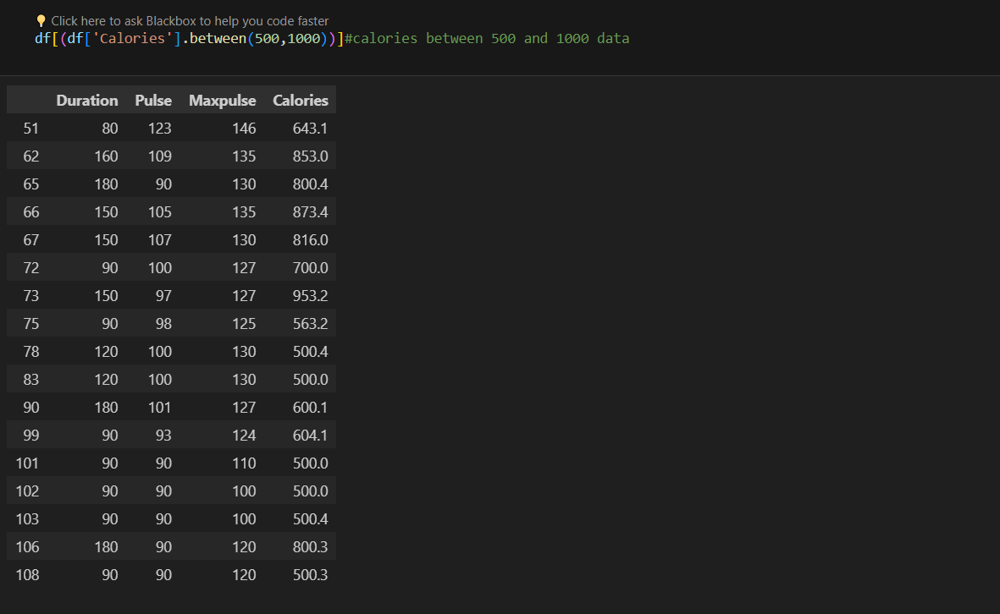 💡 Click here to ask Blackbox to help you code faster
df[(df['Calories'].between(500,1000))]#calories between 500 and 1000 data
Duration Pulse Maxpulse Calories
51 80 123 146 643.1
62 160 109 135 853.0
65 180 90 130 800.4
66 150 105 135 873.4
67 150 107 130 816.0
72 90 100 127 700.0
73 150 97 127 953.2
75 90 98 125 563.2
78 120 100 130 500.4
83 120 100 130 500.0
90 180 101 127 600.1
99 90 93 124 604.1
101 90 90 110 500.0
102 90 90 100 500.0
103 90 90 100 500.4
106 180 90 120 800.3
108 90 90 120 500.3